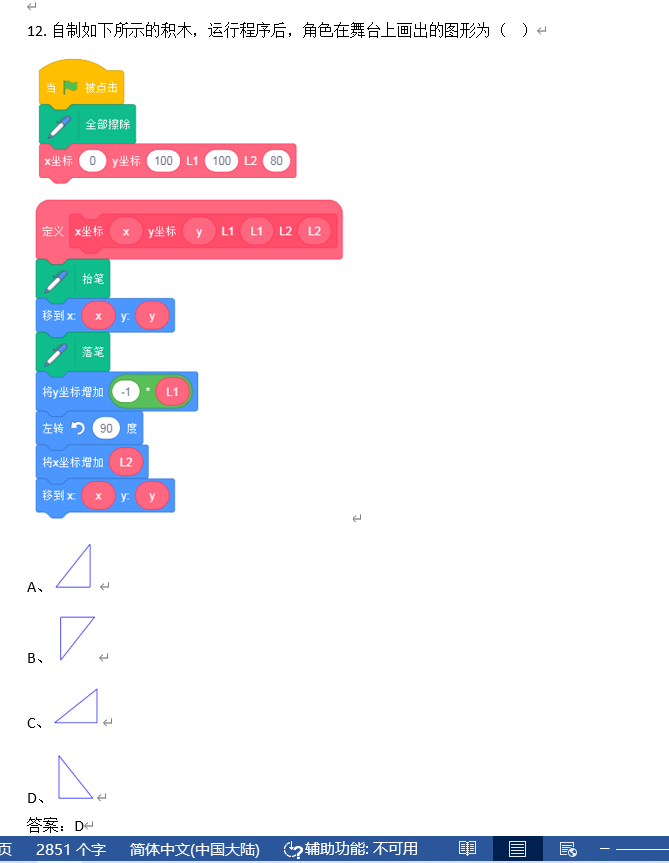 12. 自制如下所示的积木，运行程序后，角色在舞台上画出的图形为（ ）
当 被点击
全部擦除
x坐标 0 y坐标 100 L1 100 L2 80
定义 x坐标 x y坐标 y L1 L1 L2 L2
抬笔
移到 x: x y: y
落笔
将y坐标增加 -1 * L1
左转 90 度
将x坐标增加 L2
移到 x: x y: y
A、
B、
C、
D、
答案：D
页 2851 个字 简体中文(中国大陆) 辅助功能: 不可用